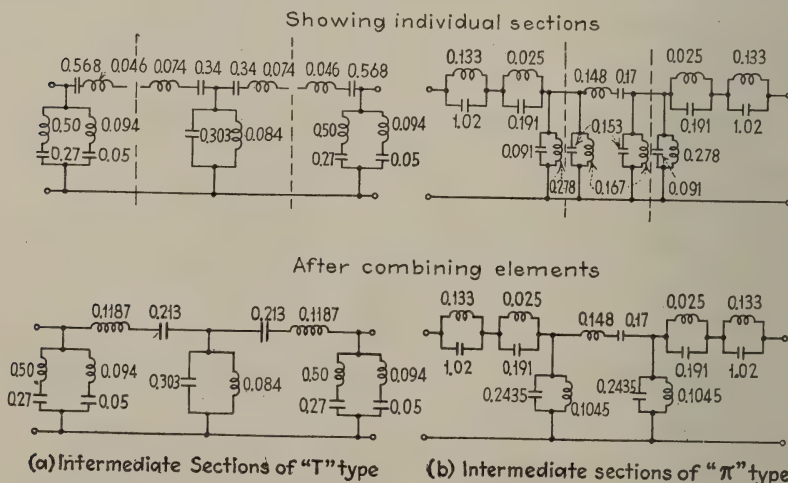 Showing individual sections
0.568 0.046 0.074 0.34 0.34 0.074 0.046 0.568
0.50 0.094
0.27 0.05
0.303 0.084
0.50 0.094
0.27 0.05
0.133 0.025 0.148 0.17 0.025 0.133
1.02 0.191 0.191 1.02
0.091 0.153 0.278
0.278 0.167 0.091
After combining elements
0.1187 0.213 0.213 0.1187
0.50 0.094
0.27 0.05
0.303 0.084
0.50 0.094
0.27 0.05
0.133 0.025 0.148 0.17 0.025 0.133
1.02 0.191 0.191 1.02
0.2435 0.1045 0.2435 0.1045
(a) Intermediate Sections of "T" type
(b) Intermediate sections of "π" type